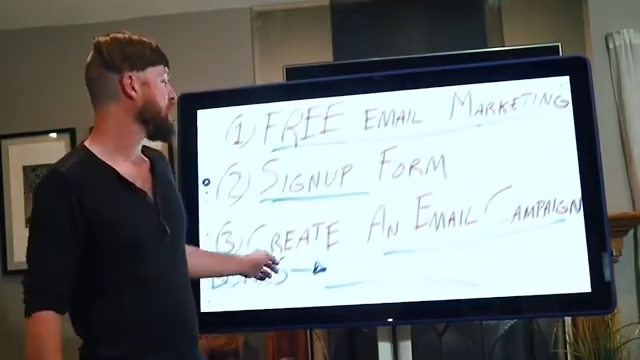 (1) FREE EMAIL MARKETING
(2) SIGNUP FORM
(3) CREATE AN EMAIL CAMPAIGN